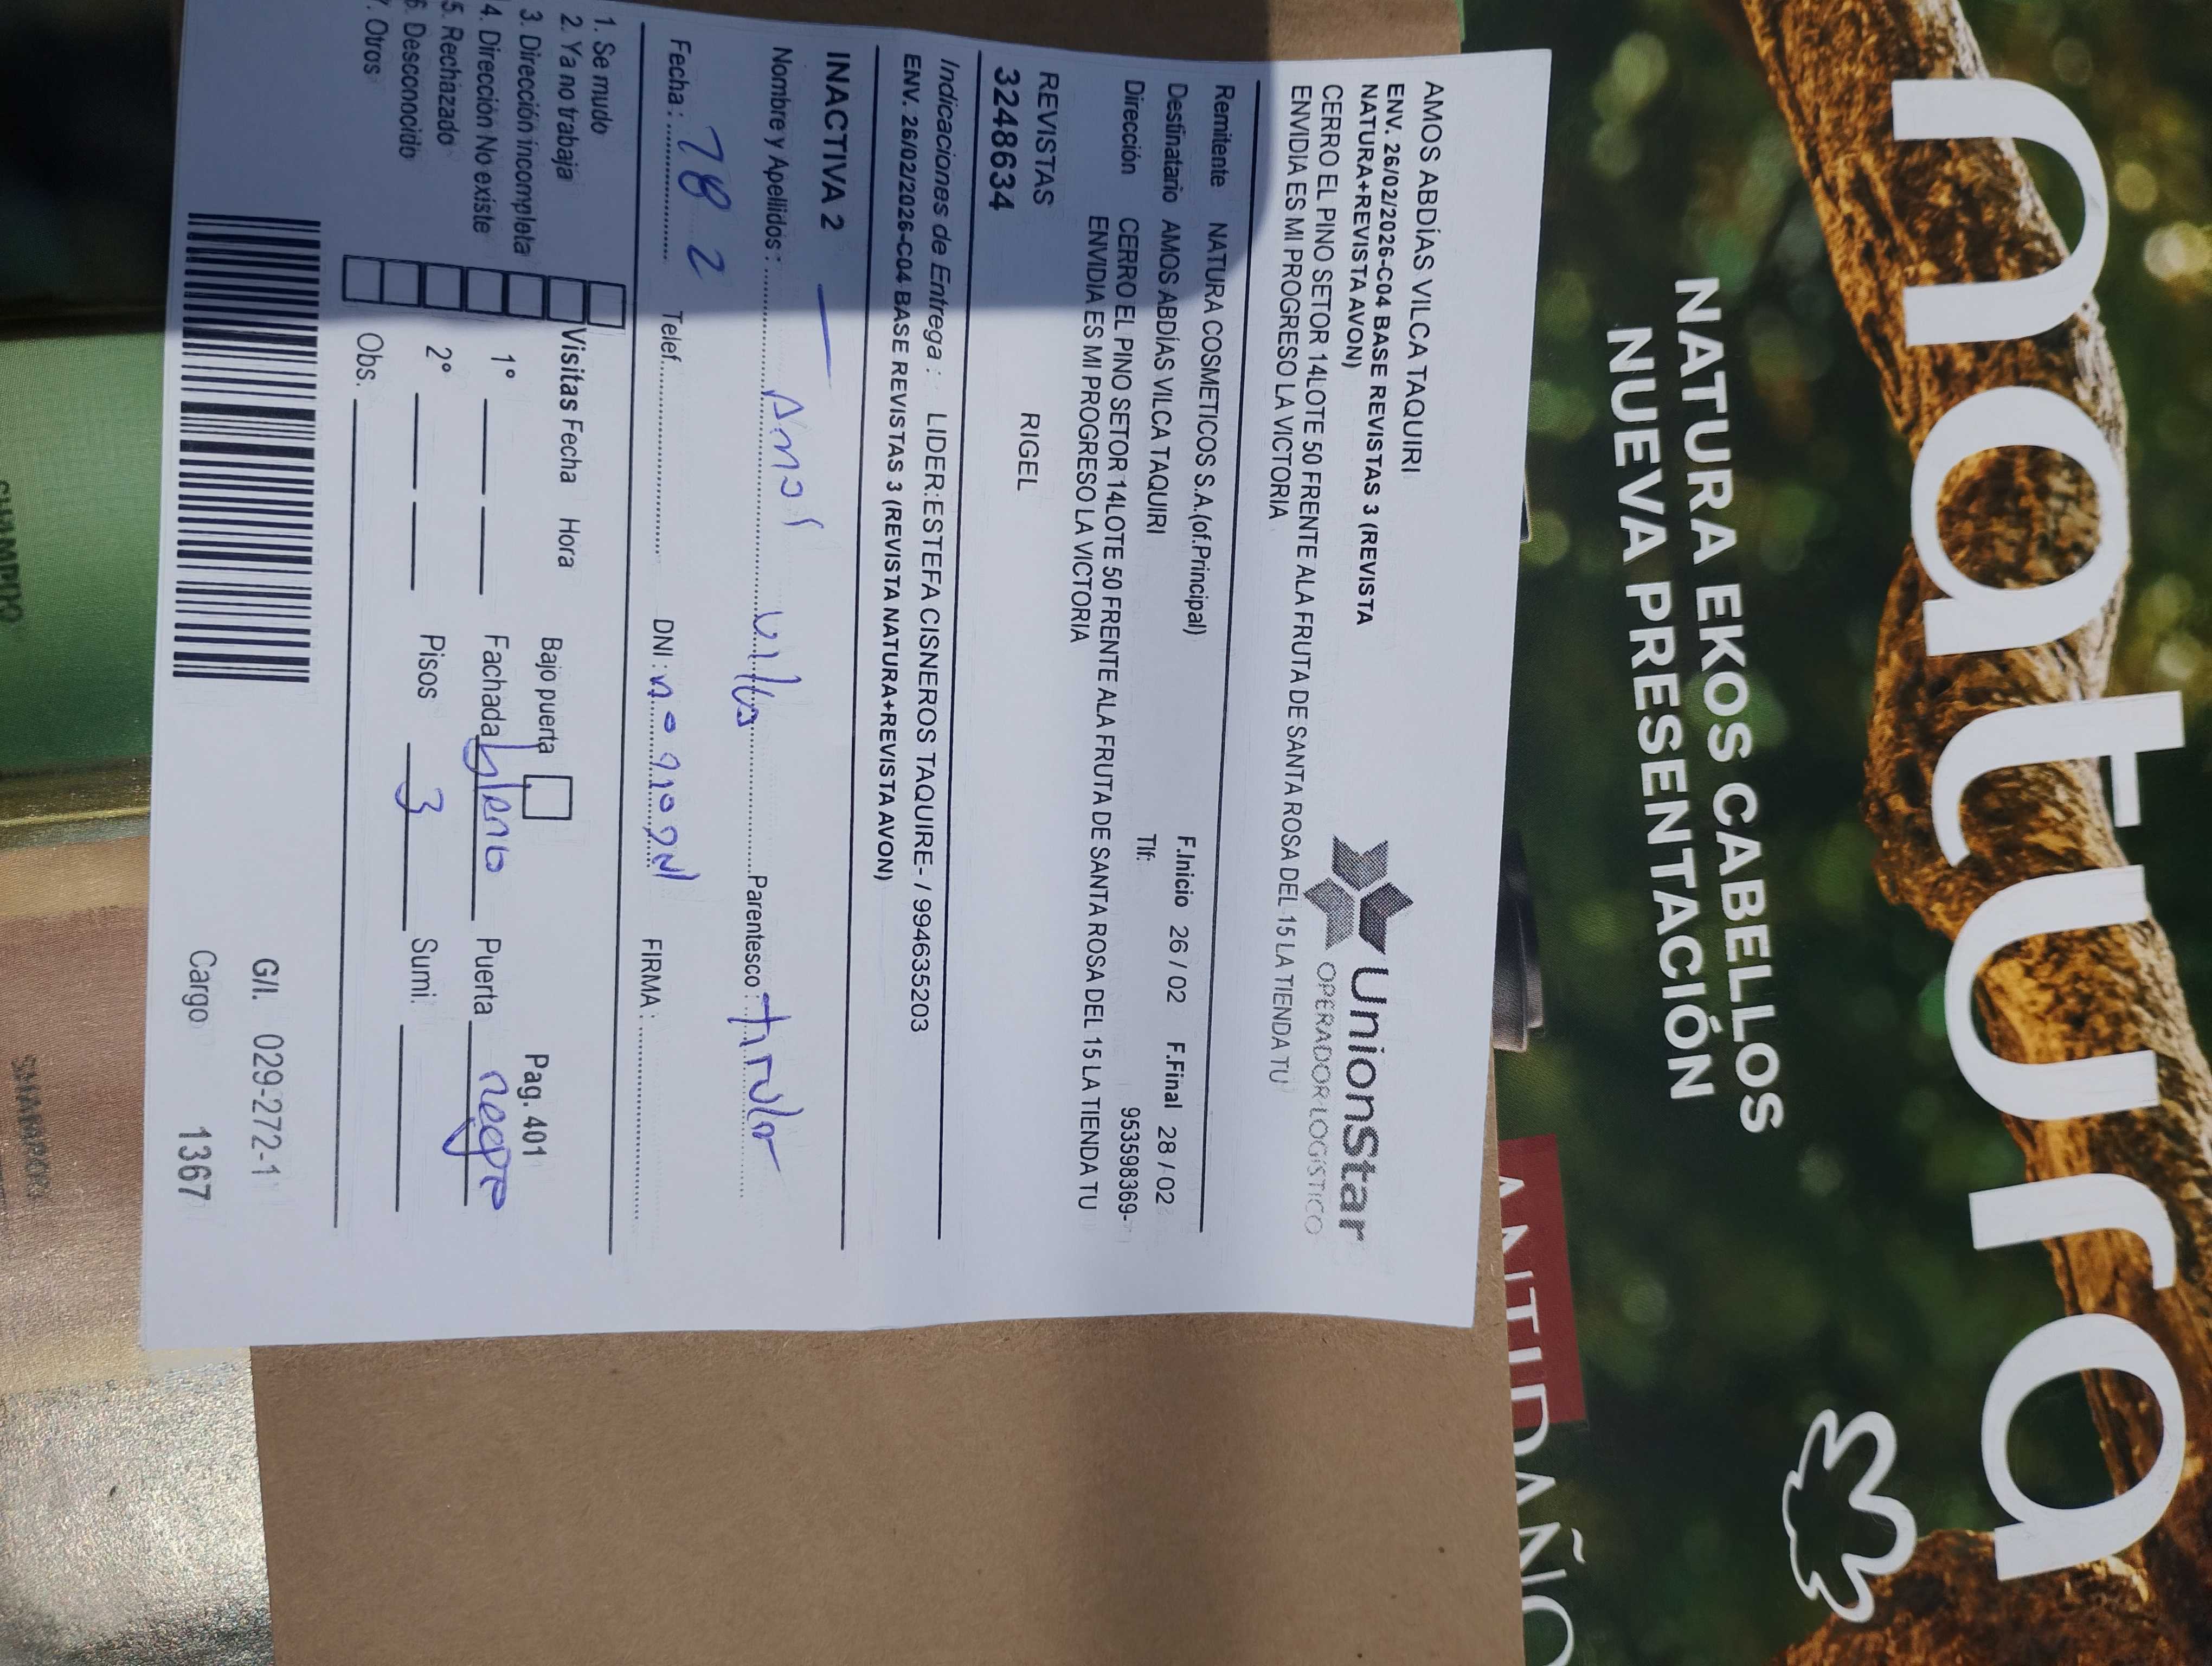 natura
NATURA EKOS CABELLOS
NUEVA PRESENTACIÓN
ANTIDAÑO
AMOS ABDÍAS VILCA TAQUIRI
ENV. 26/02/2026-C04 BASE REVISTAS 3 (REVISTA
NATURA+REVISTA AVON)
CERRO EL PINO SETOR 14LOTE 50 FRENTE ALA FRUTA DE SANTA ROSA DEL 15 LA TIENDA TU
ENVIDIA ES MI PROGRESO LA VICTORIA
UnionStar
OPERADOR LOGISTICO
Remitente NATURA COSMETICOS S.A.(of.Principal) F.Inicio 26 / 02 F.Final 28 / 02
Destinatario AMOS ABDÍAS VILCA TAQUIRI Tlf: 953598369-
Dirección CERRO EL PINO SETOR 14LOTE 50 FRENTE ALA FRUTA DE SANTA ROSA DEL 15 LA TIENDA TU
ENVIDIA ES MI PROGRESO LA VICTORIA
REVISTAS RIGEL
3248634
Indicaciones de Entrega : LIDER:ESTEFA CISNEROS TAQUIRE- / 994635203
ENV. 26/02/2026-C04 BASE REVISTAS 3 (REVISTA NATURA+REVISTA AVON)
INACTIVA 2
Nombre y Apellidos : Amos Vilca Parentesco : titular
Fecha : 28 2 Telef. DNI : FIRMA :
1. Se mudo
2. Ya no trabaja
3. Dirección incompleta
4. Dirección No existe
5. Rechazado
6. Desconocido
7. Otros
Visitas Fecha Hora Bajo puerta Pag. 401
1° Fachada blanco Puerta negro
2° Pisos 3 Sumi.
Obs.
G/I. 029-272-1
Cargo 1367
SHAMPOO